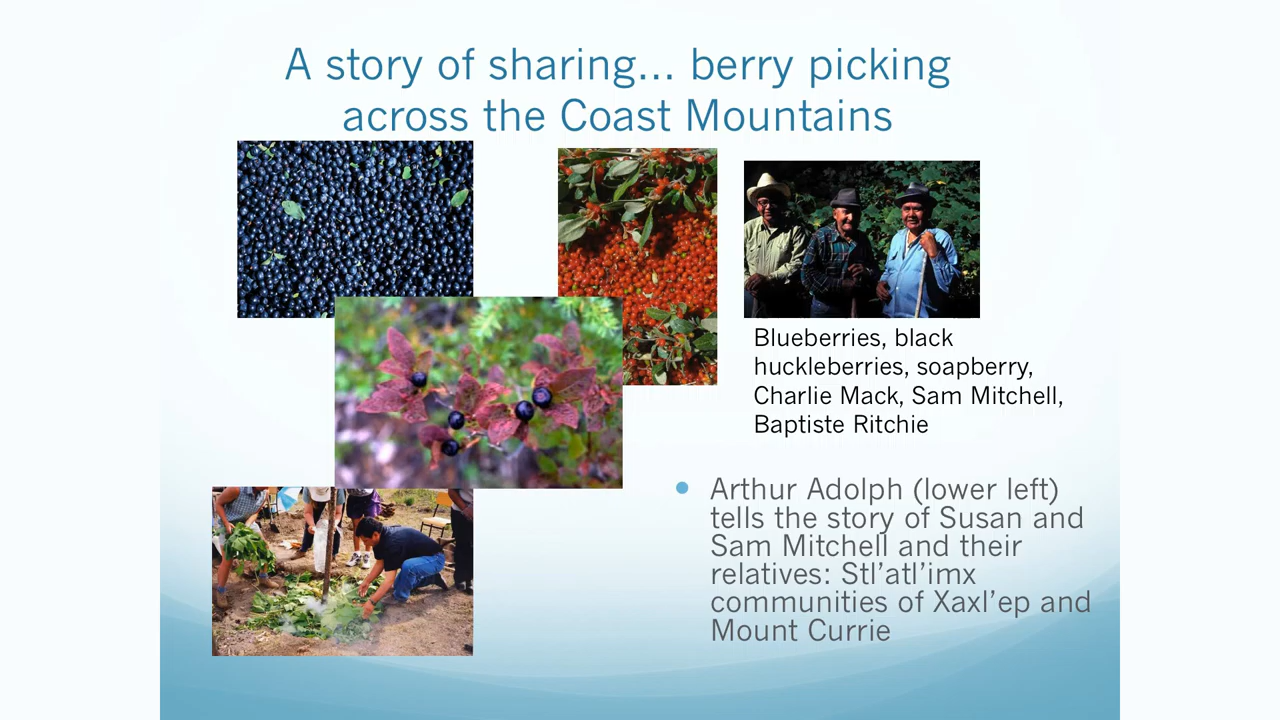 A story of sharing... berry picking
across the Coast Mountains
Blueberries, black
huckleberries, soapberry,
Charlie Mack, Sam Mitchell,
Baptiste Ritchie
• Arthur Adolph (lower left)
tells the story of Susan and
Sam Mitchell and their
relatives: Stl’atl’imx
communities of Xaxl’ep and
Mount Currie